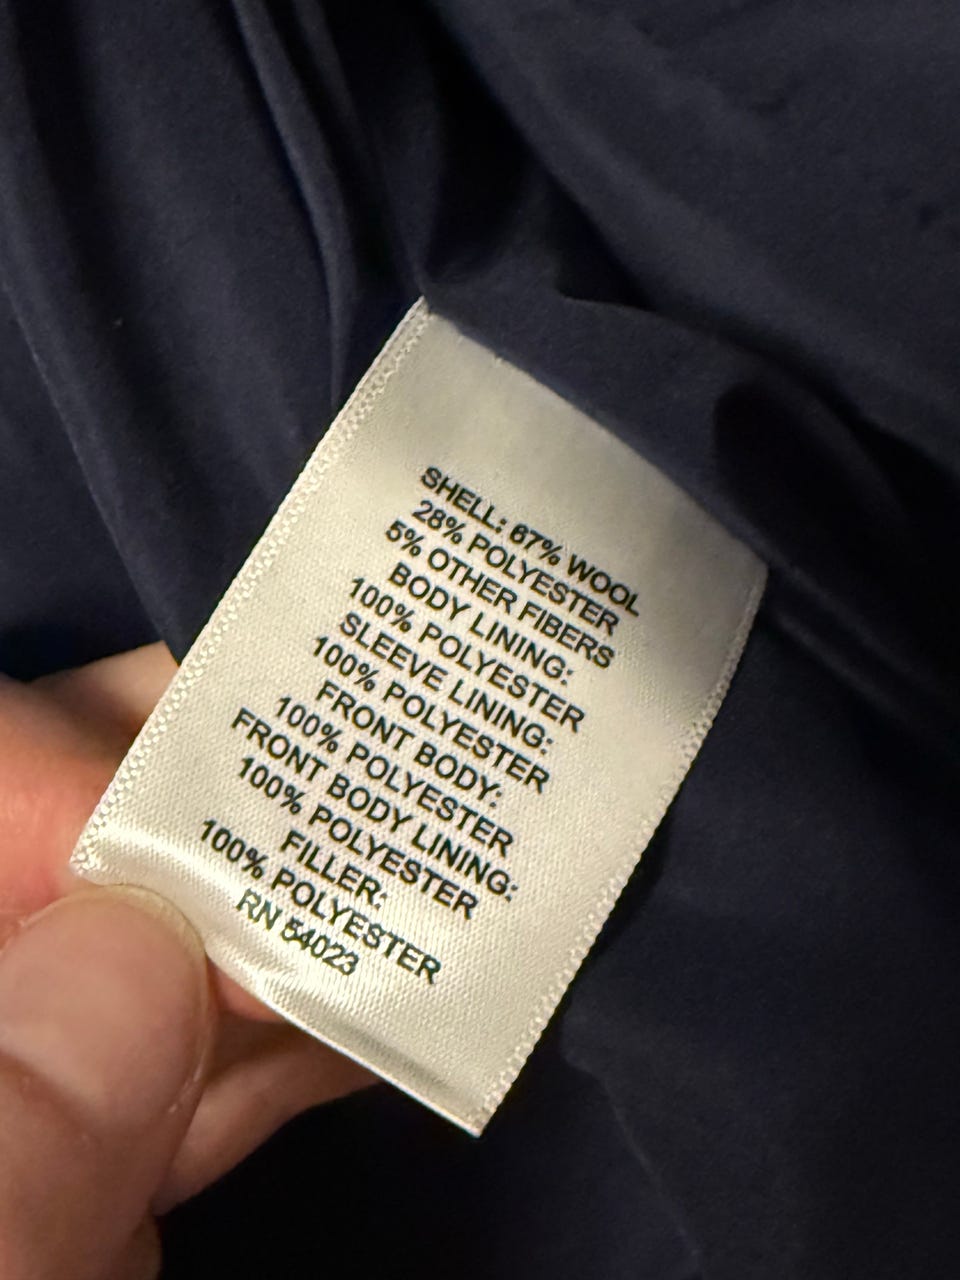 SHELL: 67% WOOL
28% POLYESTER
5% OTHER FIBERS
BODY LINING:
100% POLYESTER
SLEEVE LINING:
100% POLYESTER
FRONT BODY:
100% POLYESTER
FRONT BODY LINING:
100% POLYESTER
FILLER:
100% POLYESTER
RN 54023